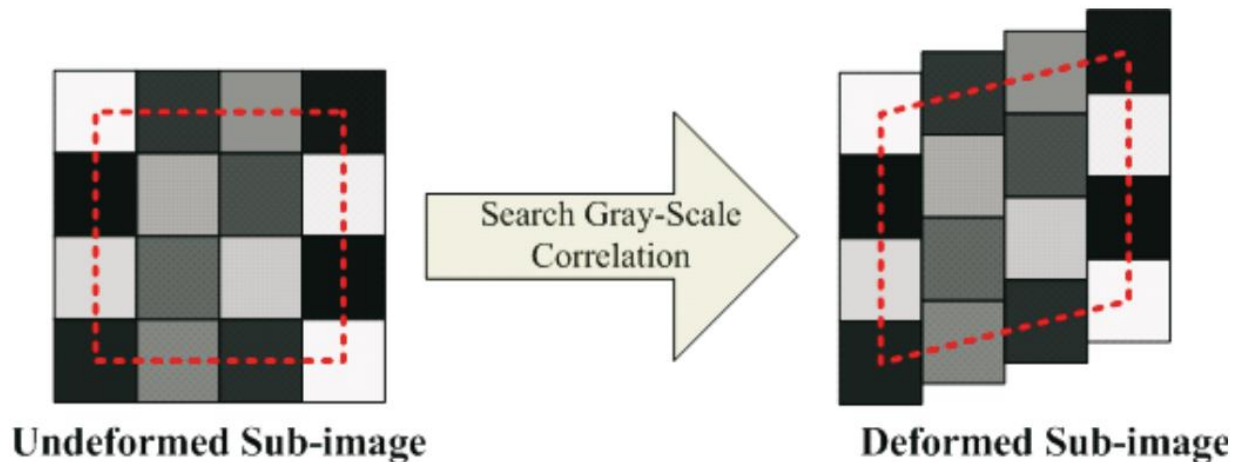 Search Gray-Scale
Correlation
Undeformed Sub-image
Deformed Sub-image